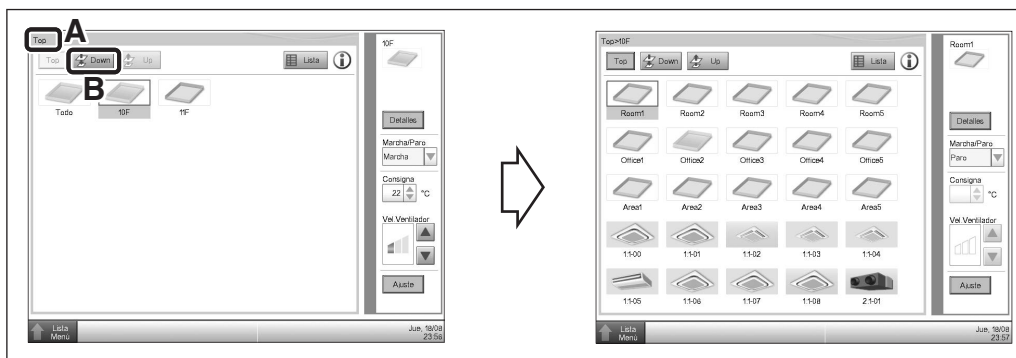 Top
A
Top Down Up Lista
B
Todo 10F 11F
10F
Detalles
Marcha/Paro
Marcha
Consigna
22 °C
Vel.Ventilador
Ajuste
Lista
Menú
Jue, 18/08
23:56
Top>10F
Top Down Up Lista
Room1 Room2 Room3 Room4 Room5
Office1 Office2 Office3 Office4 Office5
Area1 Area2 Area3 Area4 Area5
1:1-00 1:1-01 1:1-02 1:1-03 1:1-04
1:1-05 1:1-06 1:1-07 1:1-08 2:1-01
Room1
Detalles
Marcha/Paro
Paro
Consigna
°C
Vel.Ventilador
Ajuste
Lista
Menú
Jue, 18/08
23:57